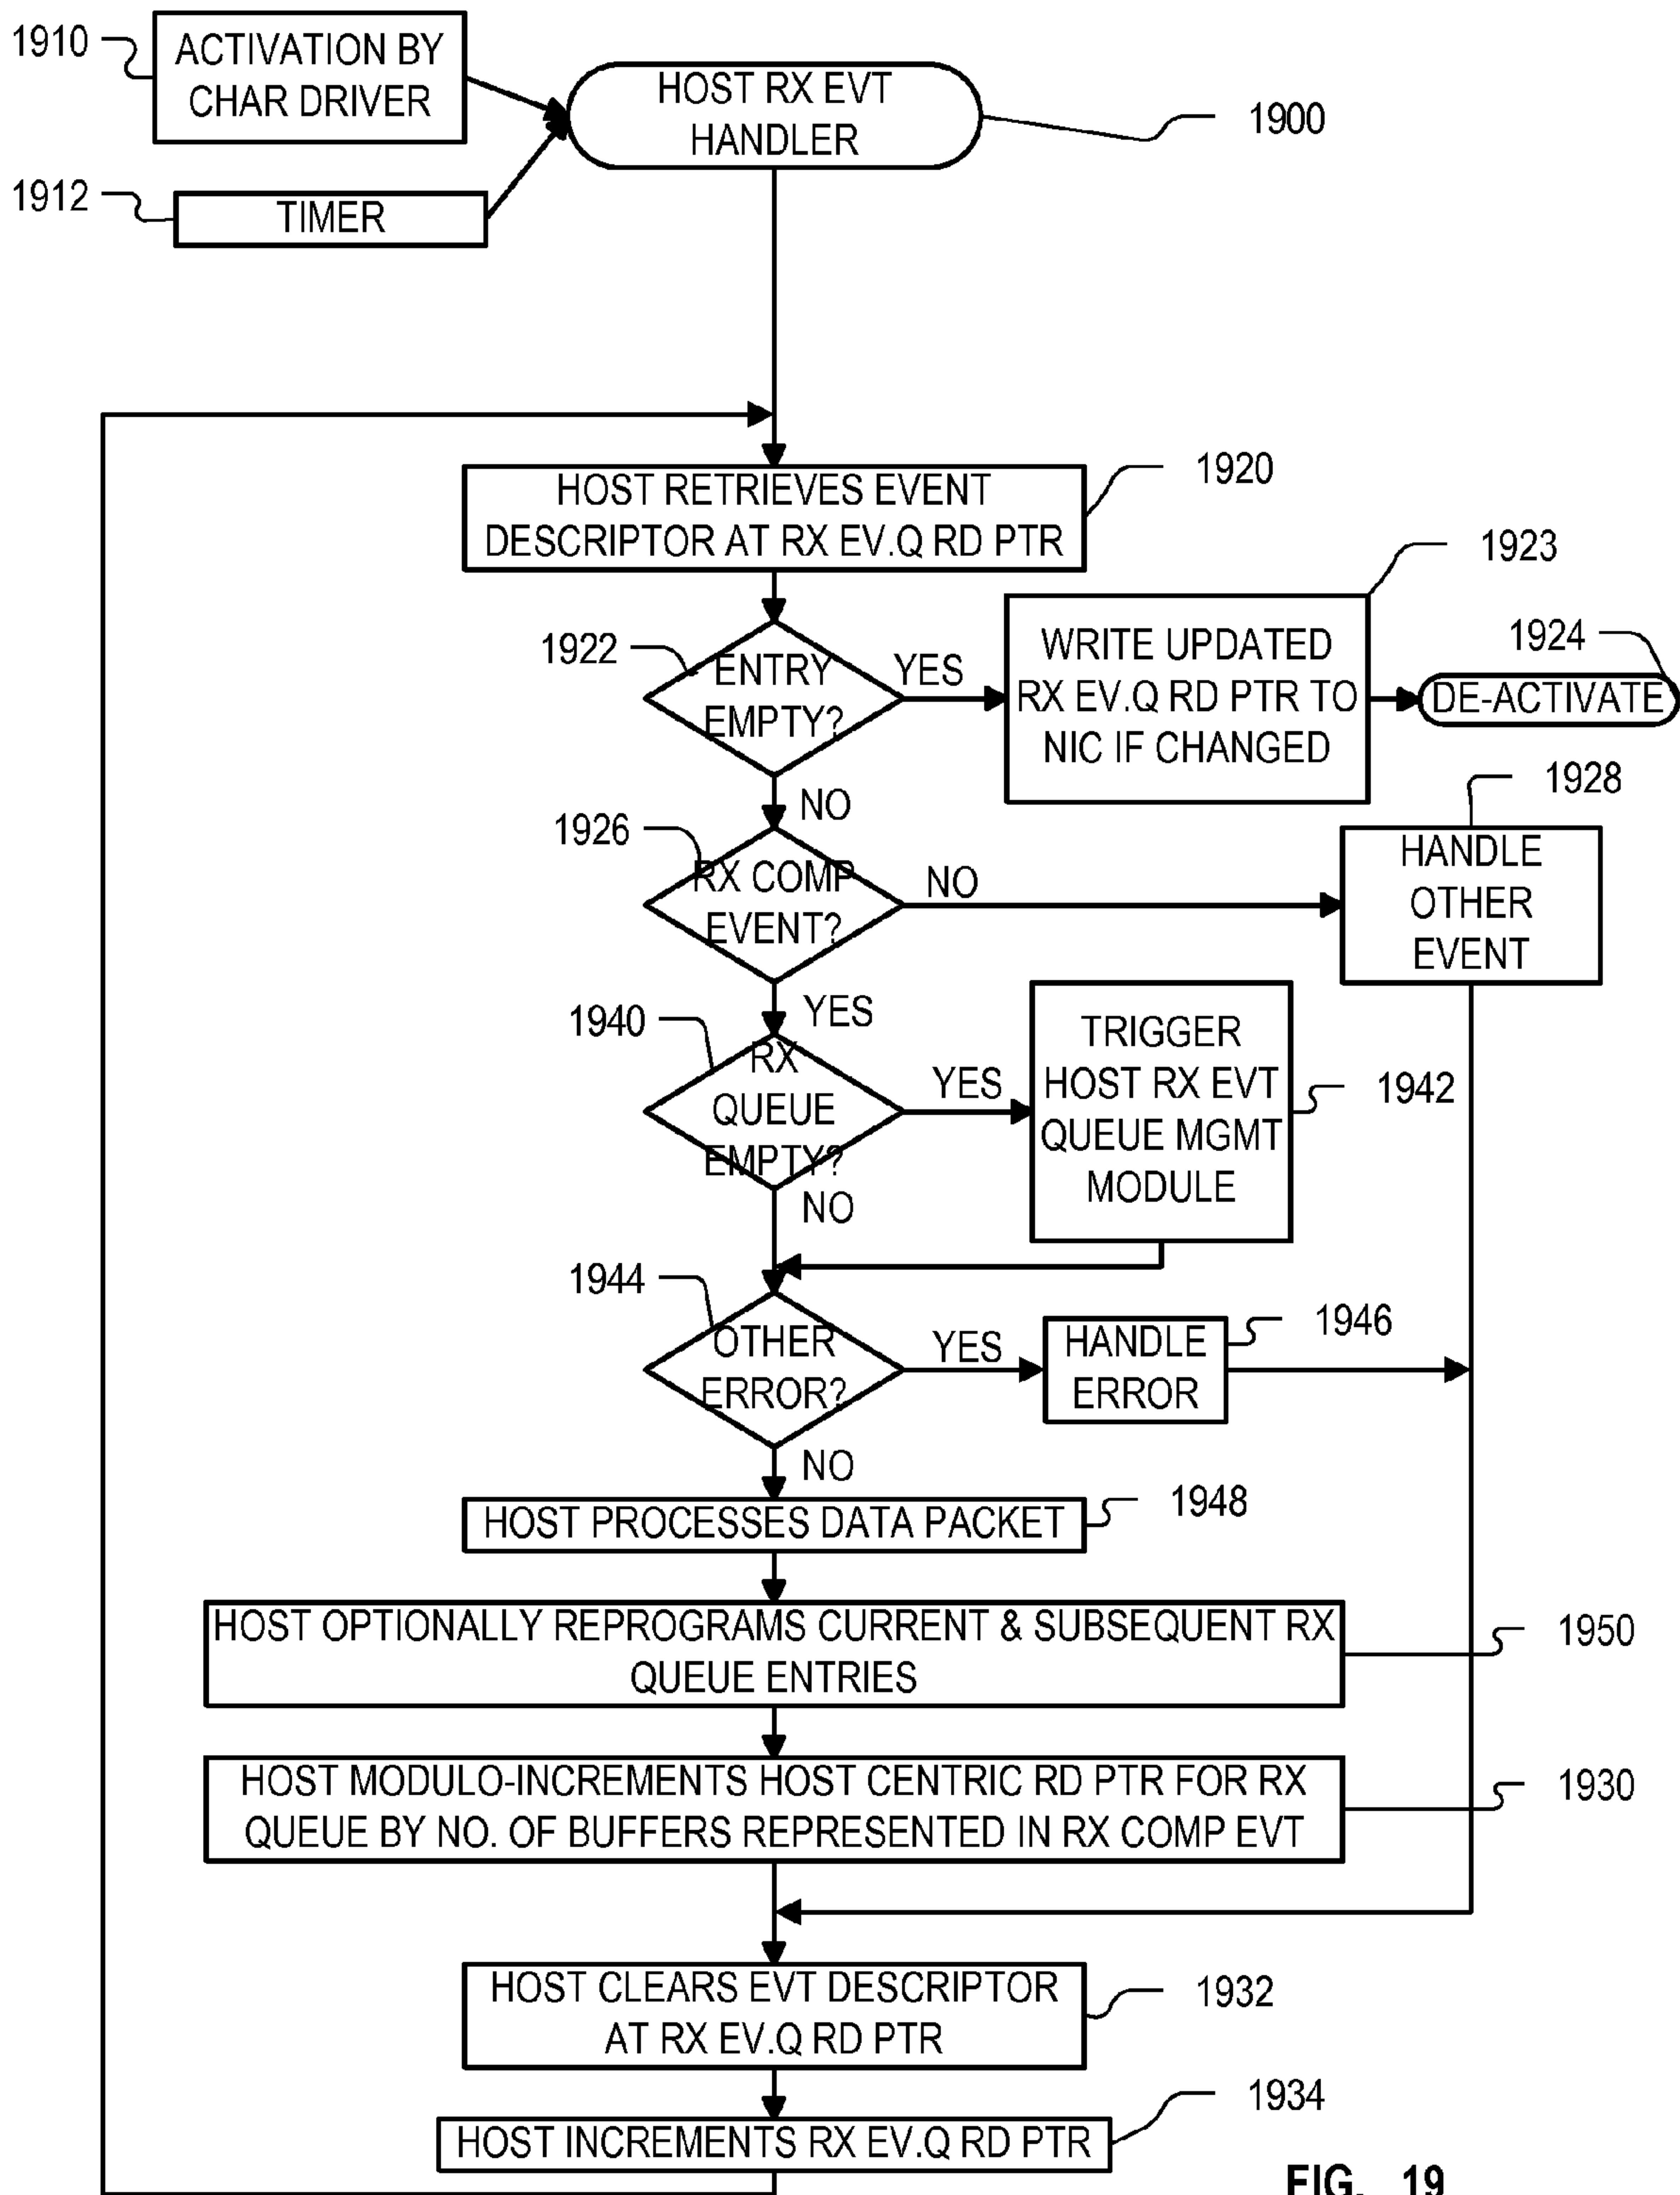 1910
ACTIVATION BY
CHAR DRIVER
HOST RX EVT
HANDLER
1900
1912
TIMER
1920
HOST RETRIEVES EVENT
DESCRIPTOR AT RX EV.Q RD PTR
1923
1922
ENTRY
EMPTY?
YES
WRITE UPDATED
RX EV.Q RD PTR TO
NIC IF CHANGED
1924
DE-ACTIVATE
NO
1926
RX COMP
EVENT?
NO
1928
HANDLE
OTHER
EVENT
YES
1940
RX
QUEUE
EMPTY?
YES
TRIGGER
HOST RX EVT
QUEUE MGMT
MODULE
1942
NO
1944
OTHER
ERROR?
YES
HANDLE
ERROR
1946
NO
HOST PROCESSES DATA PACKET
1948
HOST OPTIONALLY REPROGRAMS CURRENT & SUBSEQUENT RX
QUEUE ENTRIES
1950
HOST MODULO-INCREMENTS HOST CENTRIC RD PTR FOR RX
QUEUE BY NO. OF BUFFERS REPRESENTED IN RX COMP EVT
1930
HOST CLEARS EVT DESCRIPTOR
AT RX EV.Q RD PTR
1932
1934
HOST INCREMENTS RX EV.Q RD PTR
FIG. 19